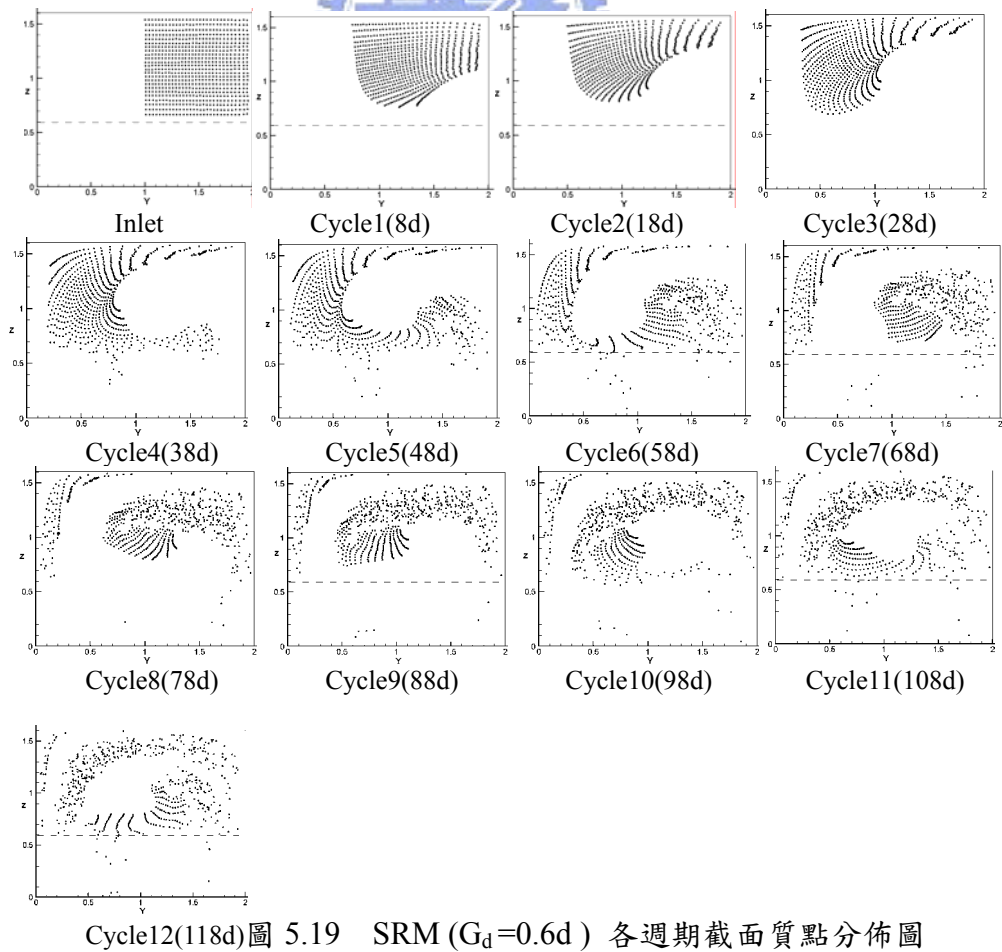 Inlet
Cycle1(8d)
Cycle2(18d)
Cycle3(28d)
Cycle4(38d)
Cycle5(48d)
Cycle6(58d)
Cycle7(68d)
Cycle8(78d)
Cycle9(88d)
Cycle10(98d)
Cycle11(108d)
Cycle12(118d)圖 5.19 SRM (Gd =0.6d ) 各週期截面質點分佈圖